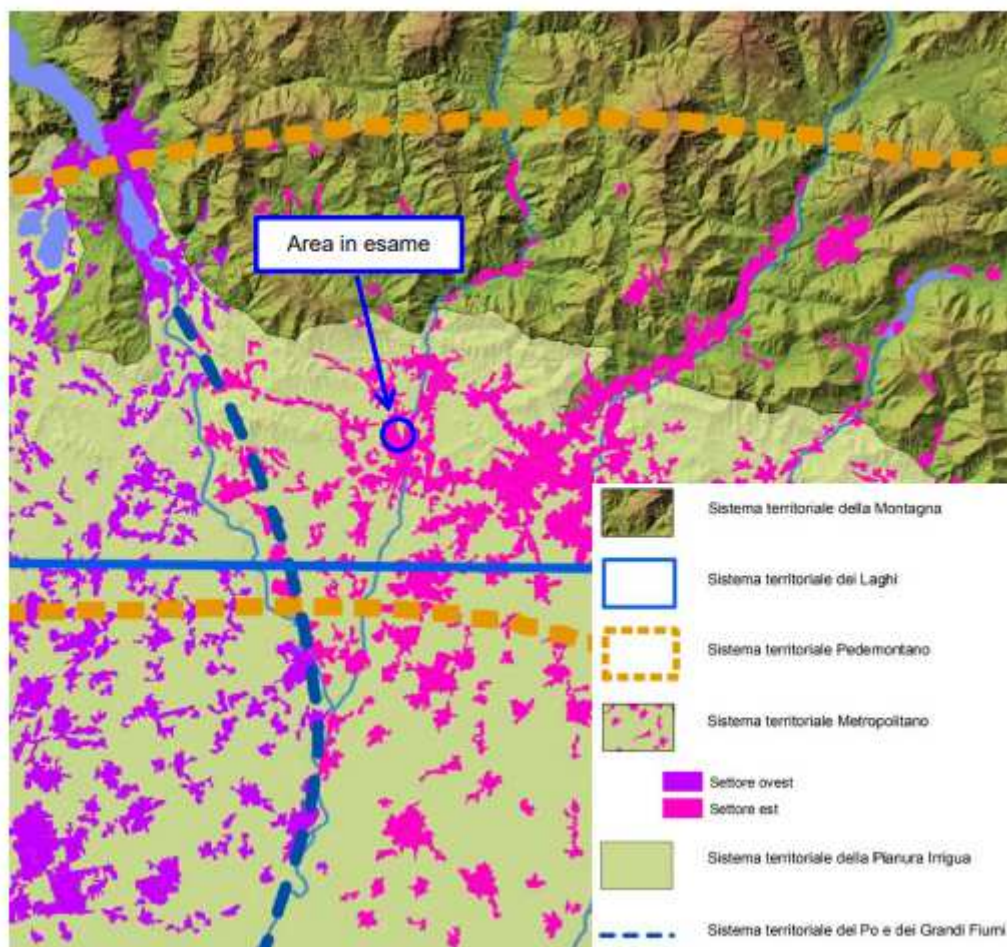 Area in esame
Sistema territoriale della Montagna
Sistema territoriale dei Laghi
Sistema territoriale Pedemontano
Sistema territoriale Metropolitano
Settore ovest
Settore est
Sistema territoriale della Pianura Irrigua
Sistema territoriale del Po e dei Grandi Fiumi